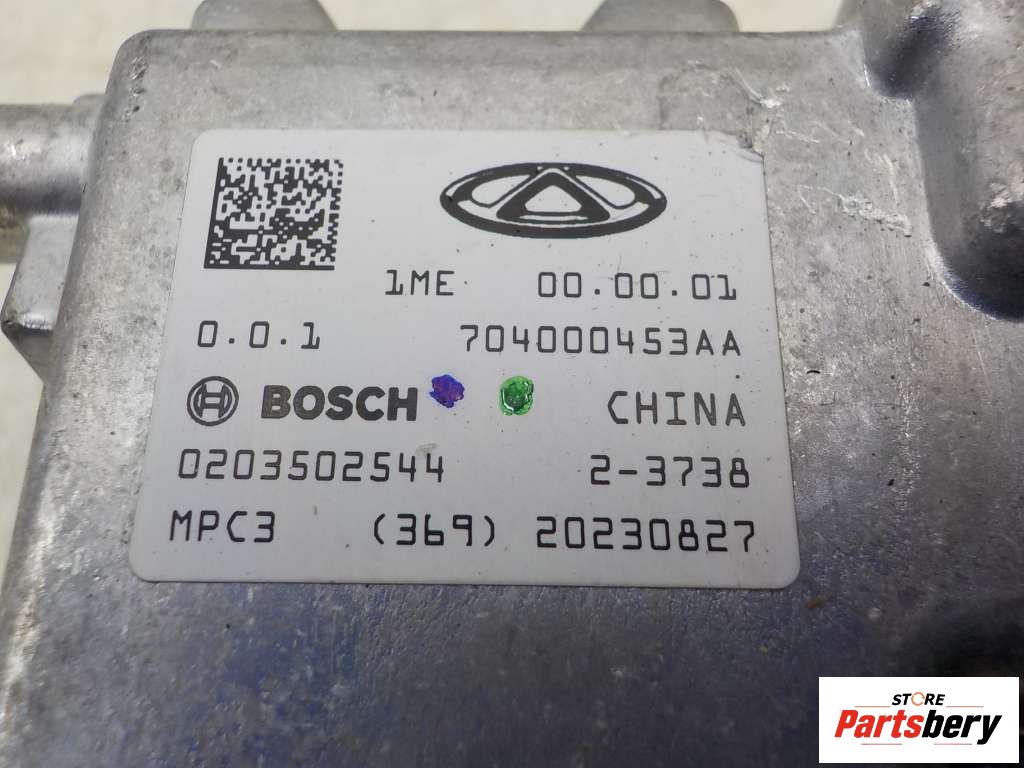 1ME 00.00.01
0.0.1 704000453AA
BOSCH CHINA
0203502544 2-3738
MPC3 (369) 20230827
STORE
Partsbery